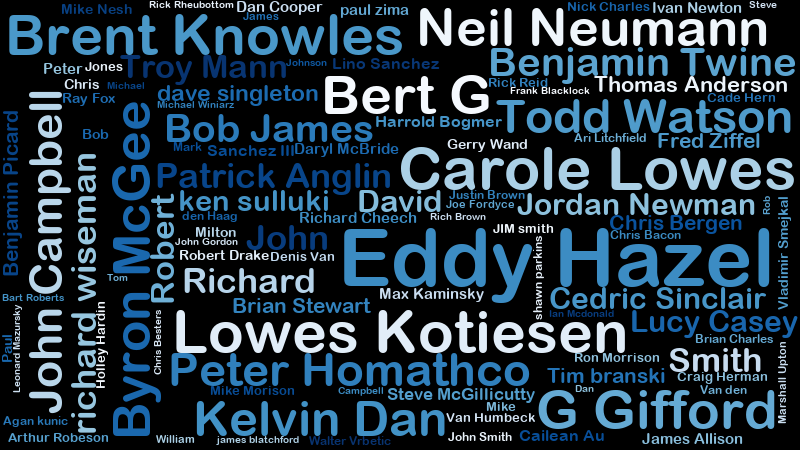 Mike Nesh
Rick Rheubottom
Dan Cooper
James
paul zima
Nick Charles
Ivan Newton
Steve
Brent Knowles
Neil Neumann
Peter
Jones
Troy Mann
Johnson
Lino Sanchez
Benjamin Twine
Chris
Michael
Ray Fox
dave singleton
Michael Winiarz
Bert G
Rick Reid
Frank Blacklock
Thomas Anderson
Cade Hern
Todd Watson
Bob
Bob James
Harrold Bogmer
Ari Litchfield
Fred Ziffel
Mark
Sanchez III
Daryl McBride
Gerry Wand
Benjamin Picard
John Campbell
richard wiseman
Byron McGee
Patrick Anglin
Carole Lowes
Robert
ken sulluki
David
Justin Brown
Joe Fordyce
Jordan Newman
Rob
Vladimir Smejkal
den Haag
Richard Cheech
Rich Brown
Chris Bergen
Milton
John Gordon
John
JIM smith
Chris Bacon
Robert Drake
Denis Van
Eddy Hazel
shawn parkins
Tom
Richard
Max Kaminsky
Cedric Sinclair
Bart Roberts
Brian Stewart
Ian Mcdonald
Paul
Leonard Mazursky
Holley Hardin
Chris Besters
Lowes Kotiesen
Lucy Casey
Brian Charles
Peter Homathco
Ron Morrison
Smith
Marshall Upton
Tim branski
Craig Herman
Mike Morison
Campbell
Steve McGillicutty
Dan
Van den
Kelvin Dan
Mike
Van Humbeck
G Gifford
Agan kunic
Arthur Robeson
William
james blatchford
Walter Vrbetic
John Smith
Cailean Au
James Allison